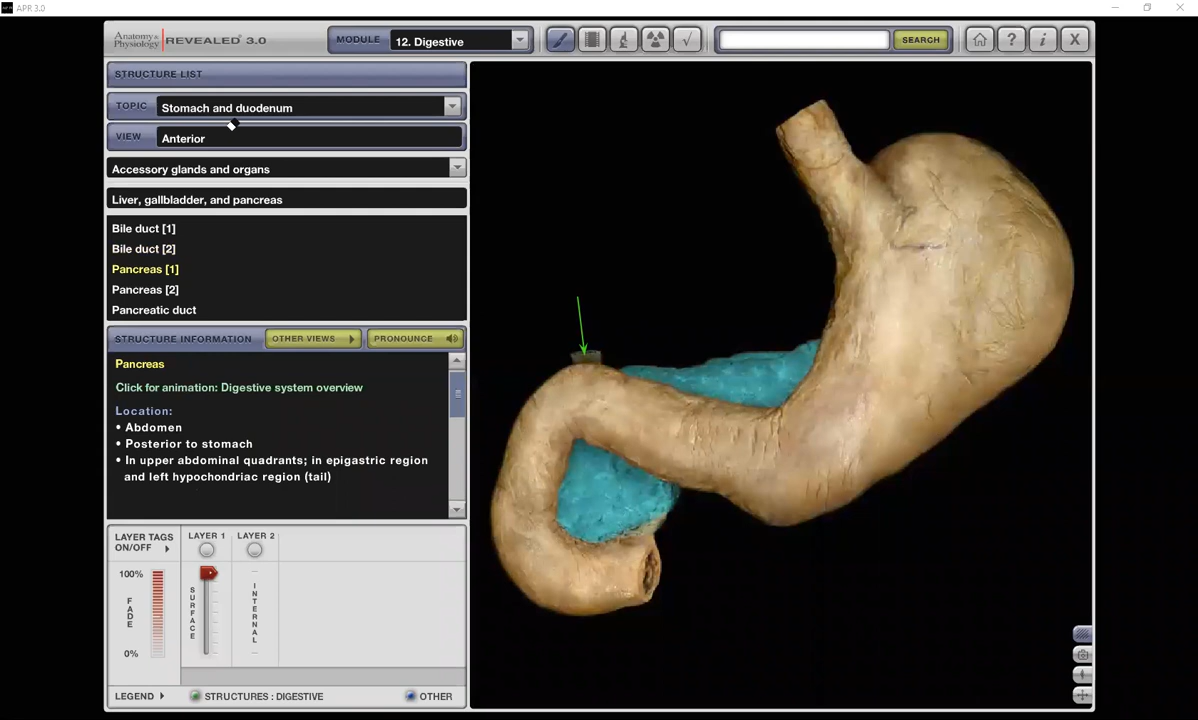 APR 3.0
Anatomy & Physiology REVEALED® 3.0
MODULE 12. Digestive
SEARCH
? i X
STRUCTURE LIST
TOPIC Stomach and duodenum
VIEW Anterior
Accessory glands and organs
Liver, gallbladder, and pancreas
Bile duct [1]
Bile duct [2]
Pancreas [1]
Pancreas [2]
Pancreatic duct
STRUCTURE INFORMATION OTHER VIEWS PRONOUNCE
Pancreas
Click for animation: Digestive system overview
Location:
• Abdomen
• Posterior to stomach
• In upper abdominal quadrants; in epigastric region
and left hypochondriac region (tail)
LAYER TAGS
ON/OFF
LAYER 1 LAYER 2
100%
FADE
0%
SURFACE
INTERNAL
LEGEND STRUCTURES : DIGESTIVE OTHER